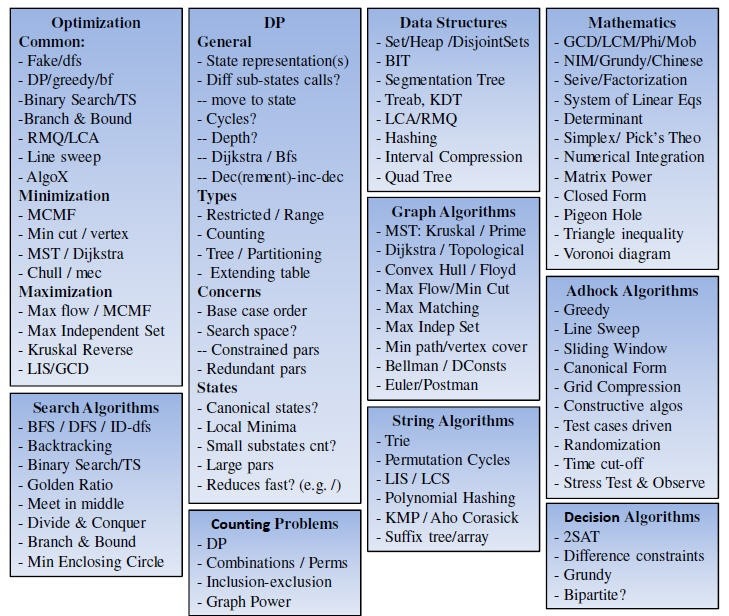 Optimization
Common:
- Fake/dfs
- DP/greedy/bf
-Binary Search/TS
-Branch & Bound
- RMQ/LCA
- Line sweep
- AlgoX
Minimization
- MCMF
- Min cut / vertex
- MST / Dijkstra
- Chull / mec
Maximization
- Max flow / MCMF
- Max Independent Set
- Kruskal Reverse
- LIS/GCD
Search Algorithms
- BFS / DFS / ID-dfs
- Backtracking
- Binary Search/TS
- Golden Ratio
- Meet in middle
- Divide & Conquer
- Branch & Bound
- Min Enclosing Circle
DP
General
- State representation(s)
- Diff sub-states calls?
-- move to state
- Cycles?
-- Depth?
-- Dijkstra / Bfs
-- Dec(rement)-inc-dec
Types
- Restricted / Range
- Counting
- Tree / Partitioning
- Extending table
Concerns
- Base case order
- Search space?
-- Constrained pars
- Redundant pars
States
- Canonical states?
- Local Minima
- Small substates cnt?
- Large pars
- Reduces fast? (e.g. /)
Counting Problems
- DP
- Combinations / Perms
- Inclusion-exclusion
- Graph Power
Data Structures
- Set/Heap /DisjointSets
- BIT
- Segmentation Tree
- Treab, KDT
- LCA/RMQ
- Hashing
- Interval Compression
- Quad Tree
Graph Algorithms
- MST: Kruskal / Prime
- Dijkstra / Topological
- Convex Hull / Floyd
- Max Flow/Min Cut
- Max Matching
- Max Indep Set
- Min path/vertex cover
- Bellman / DConsts
- Euler/Postman
String Algorithms
- Trie
- Permutation Cycles
- LIS / LCS
- Polynomial Hashing
- KMP / Aho Corasick
- Suffix tree/array
Mathematics
- GCD/LCM/Phi/Mob
- NIM/Grundy/Chinese
- Seive/Factorization
- System of Linear Eqs
- Determinant
- Simplex/ Pick's Theo
- Numerical Integration
- Matrix Power
- Closed Form
- Pigeon Hole
- Triangle inequality
- Voronoi diagram
Adhock Algorithms
- Greedy
- Line Sweep
- Sliding Window
- Canonical Form
- Grid Compression
- Constructive algos
- Test cases driven
- Randomization
- Time cut-off
- Stress Test & Observe
Decision Algorithms
- 2SAT
- Difference constraints
- Grundy
- Bipartite?